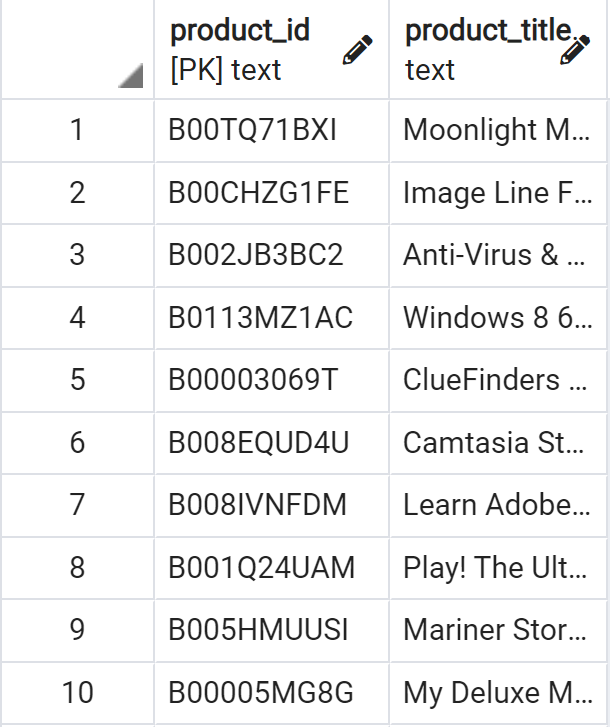 product_id product_title...
[PK] text text
1 B00TQ71BXI Moonlight M...
2 B00CHZG1FE Image Line F...
3 B002JB3BC2 Anti-Virus & ...
4 B0113MZ1AC Windows 8 6...
5 B00003069T ClueFinders ...
6 B008EQUD4U Camtasia St...
7 B008IVNFDM Learn Adobe...
8 B001Q24UAM Play! The Ult...
9 B005HMUUSI Mariner Stor...
10 B00005MG8G My Deluxe M...